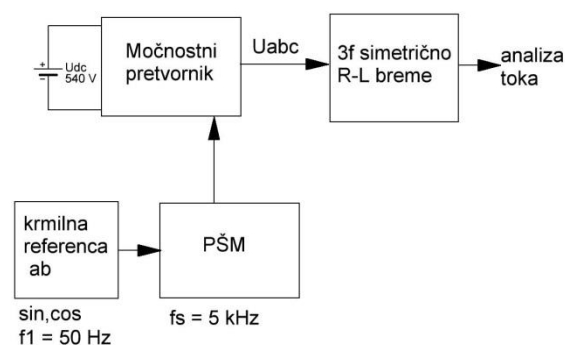 Udc
540 V
Močnostni
pretvornik
Uabc
3f simetrično
R-L breme
analiza
toka
krmilna
referenca
ab
PŠM
sin,cos
f1 = 50 Hz
fs = 5 kHz